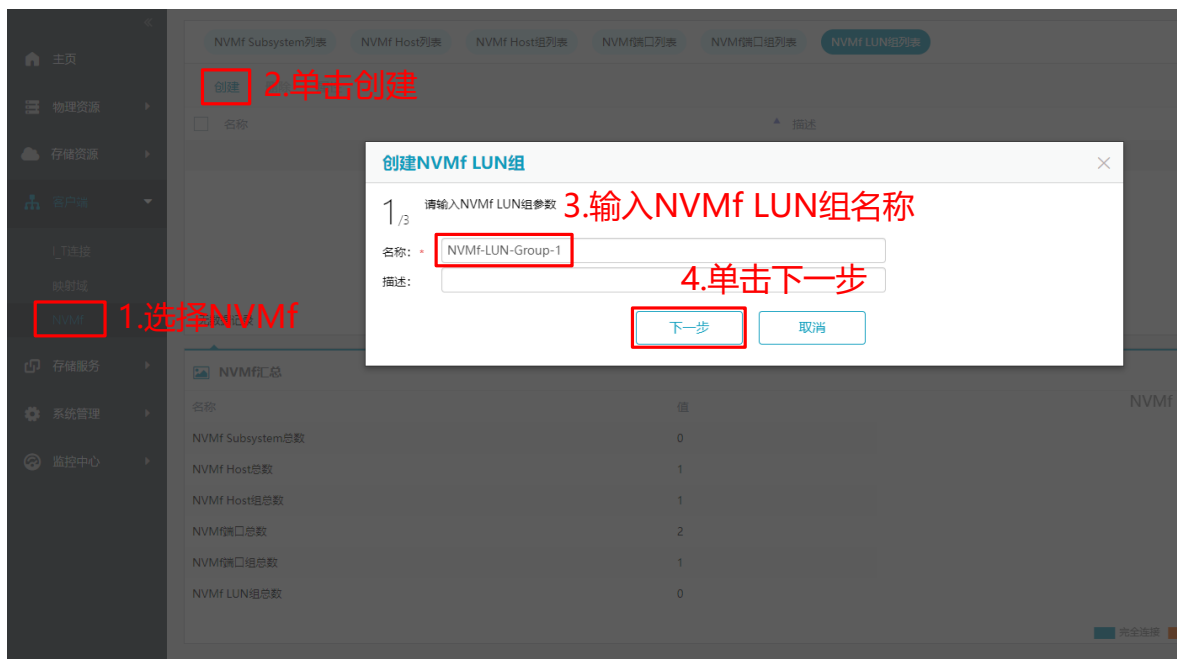 «
NVMf Subsystem列表 NVMf Host列表 NVMf Host组列表 NVMf端口列表 NVMf端口组列表 NVMf LUN组列表
主页
创建 2.单击创建
物理资源
名称 描述
存储资源
创建NVMf LUN组
客户端
1/3 请输入NVMf LUN组参数 3.输入NVMf LUN组名称
I_T连接
名称: * NVMf-LUN-Group-1
描述: 4.单击下一步
映射域
NVMf 1.选择NVMf
下一步 取消
存储服务
NVMf汇总
名称 值 NVMf
系统管理
NVMf Subsystem总数 0
监控中心
NVMf Host总数 1
NVMf Host组总数 1
NVMf端口总数 2
NVMf端口组总数 1
NVMf LUN组总数 0
完全连接